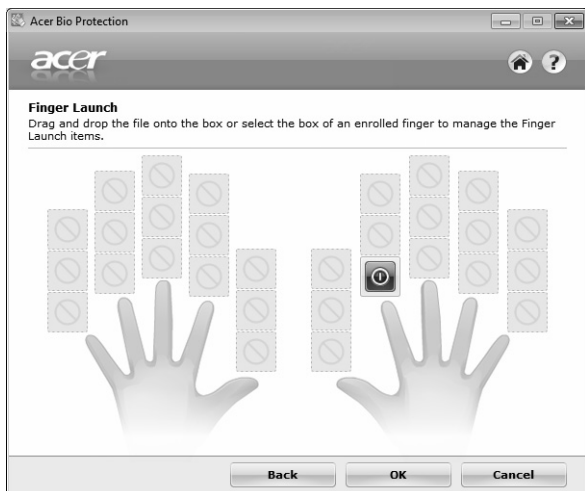 Acer Bio Protection
acer
Finger Launch
Drag and drop the file onto the box or select the box of an enrolled finger to manage the Finger
Launch items.
Back OK Cancel